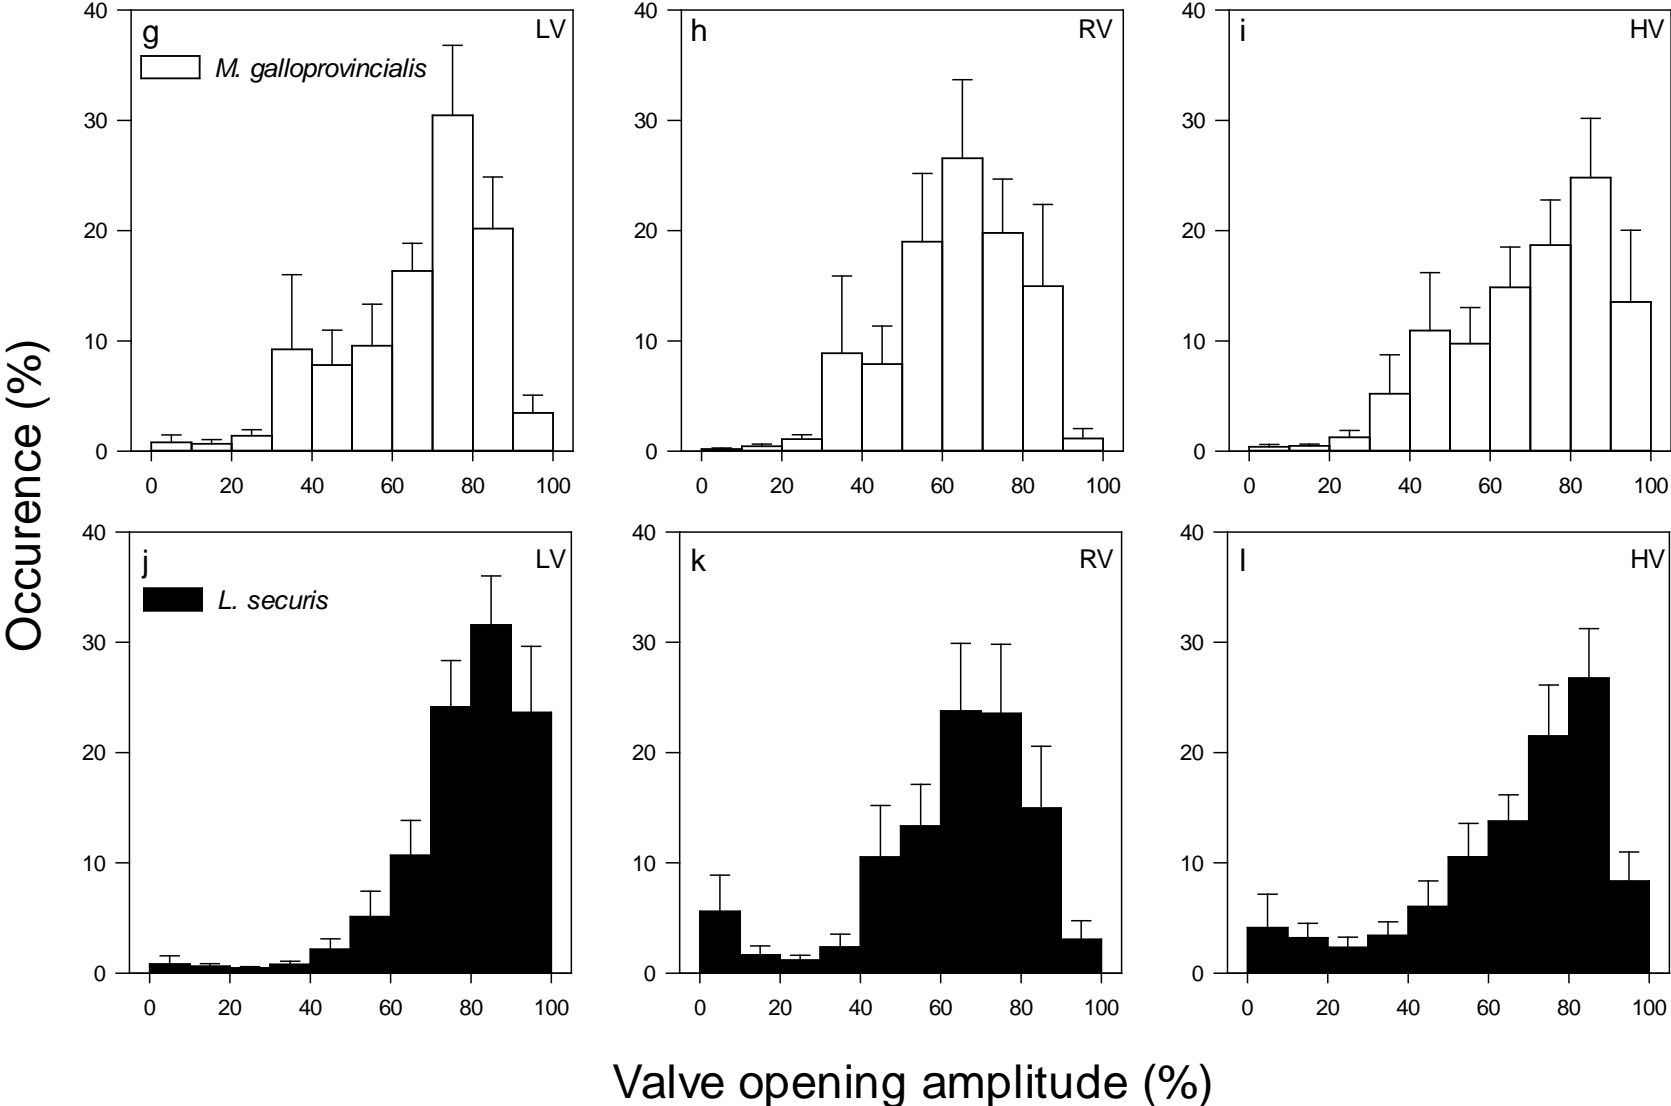 40 40 40
g LV h RV i HV
M. galloprovincialis
30 30 30
20 20 20
10 10 10
0 0 0
0 20 40 60 80 100 0 20 40 60 80 100 0 20 40 60 80 100
Occurence (%)
40 40 40
j LV k RV l HV
L. securis
30 30 30
20 20 20
10 10 10
0 0 0
0 20 40 60 80 100 0 20 40 60 80 100 0 20 40 60 80 100
Valve opening amplitude (%)